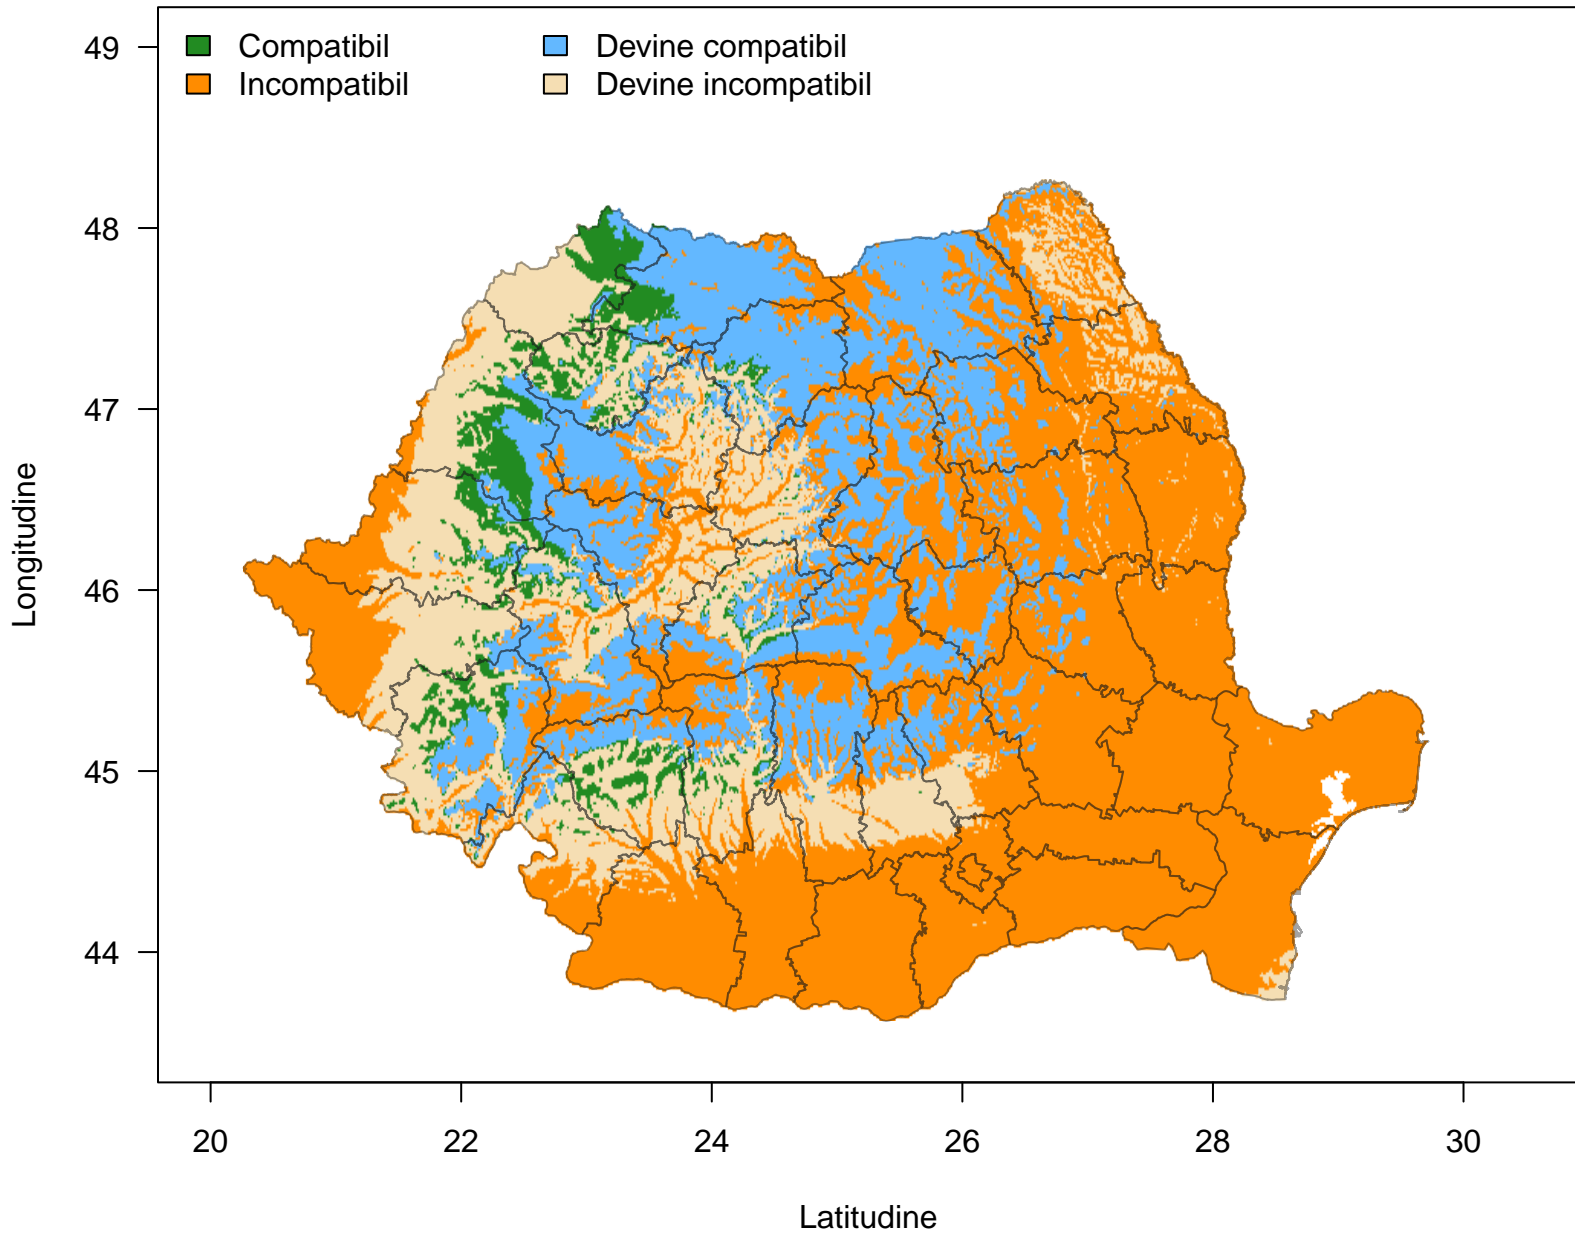 Compatibil
Incompatibil
Devine compatibil
Devine incompatibil
49
48
47
46
45
44
Longitudine
20 22 24 26 28 30
Latitudine